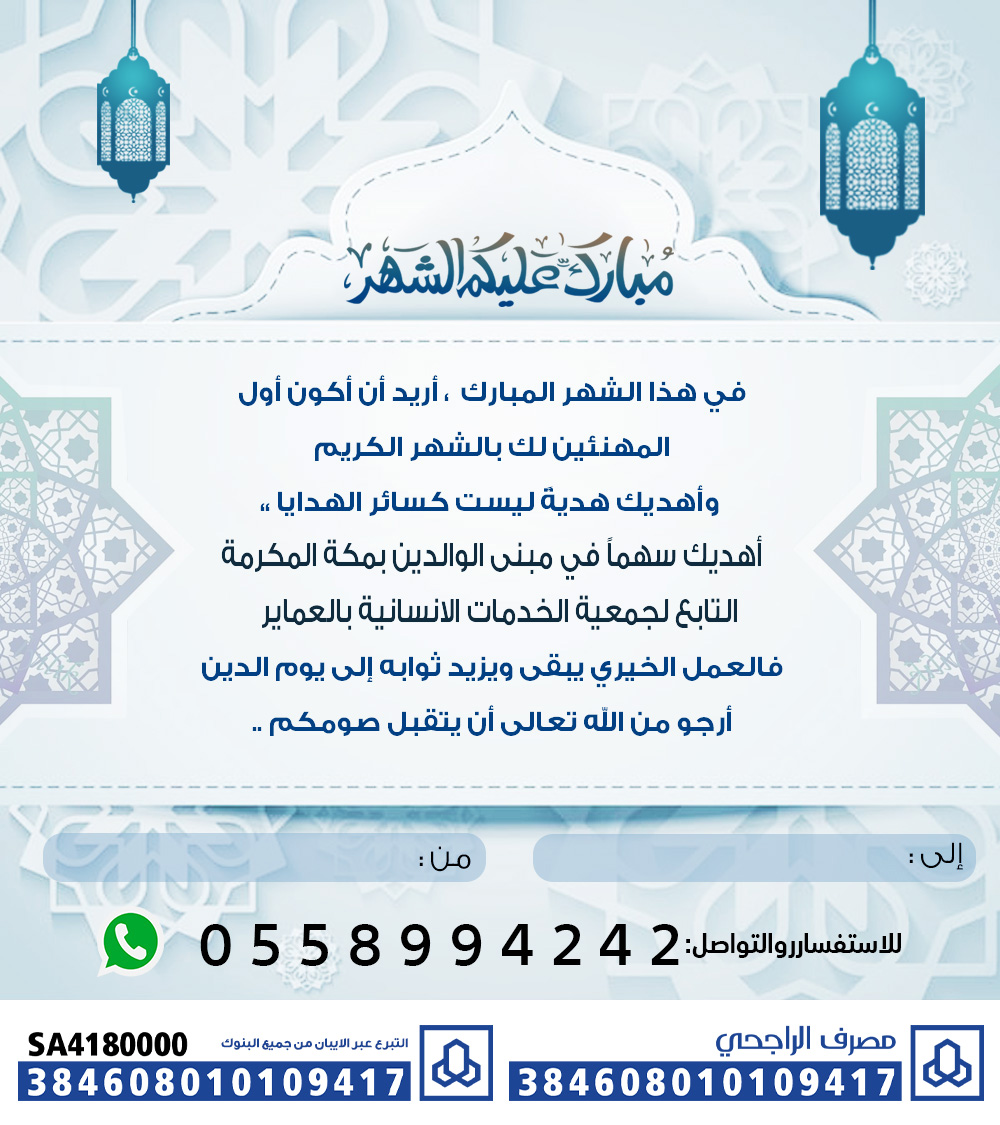 مبارك عليكم الشهر
في هذا الشهر المبارك ، أريد أن أكون أول
المهنئين لك بالشهر الكريم
وأهديك هديةً ليست كسائر الهدايا ،،
أهديك سهماً في مبنى الوالدين بمكة المكرمة
التابع لجمعية الخدمات الانسانية بالعماير
فالعمل الخيري يبقى ويزيد ثوابه إلى يوم الدين
أرجو من الله تعالى أن يتقبل صومكم ..
إلى :
من :
للاستفسارر والتواصل: 0558994242
مصرف الراجحي
384608010109417
التبرع عبر الايبان من جميع البنوك
SA4180000
384608010109417